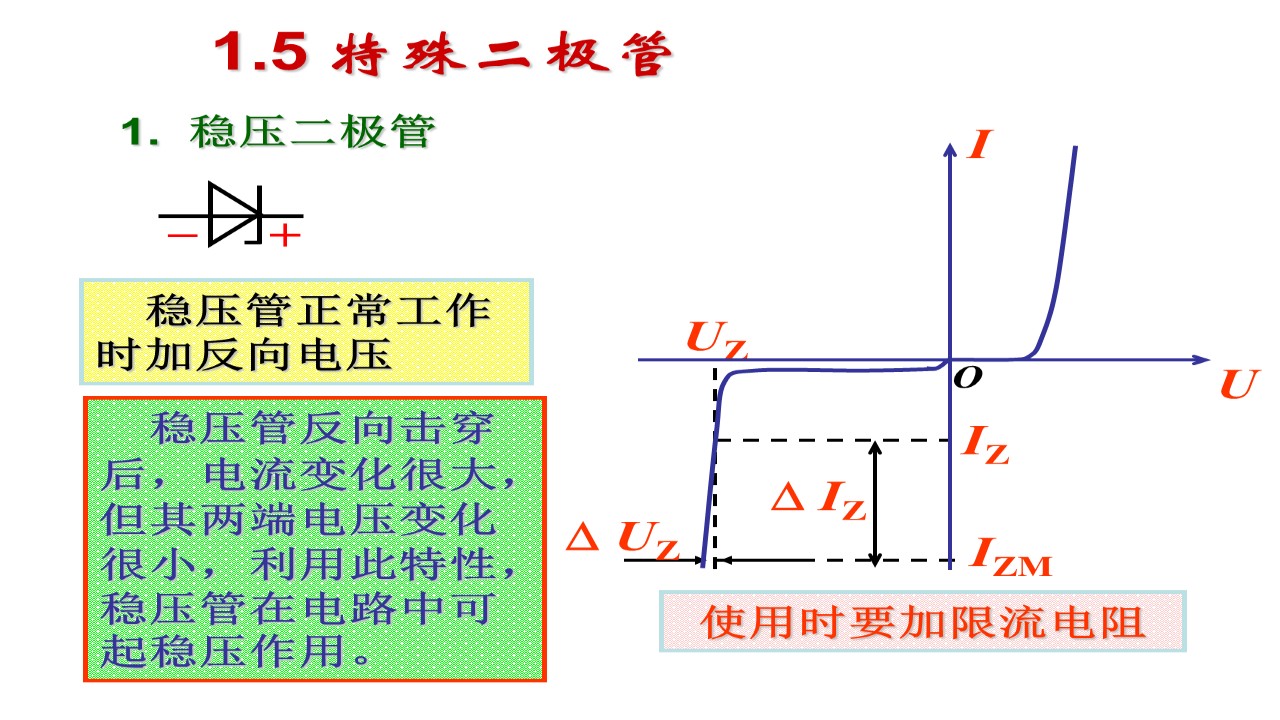 1.5 特殊二极管
1. 稳压二极管
− +
稳压管正常工作
时加反向电压
稳压管反向击穿
后，电流变化很大，
但其两端电压变化
很小，利用此特性，
稳压管在电路中可
起稳压作用。
I
UZ
O
U
IZ
Δ IZ
Δ UZ
IZM
使用时要加限流电阻